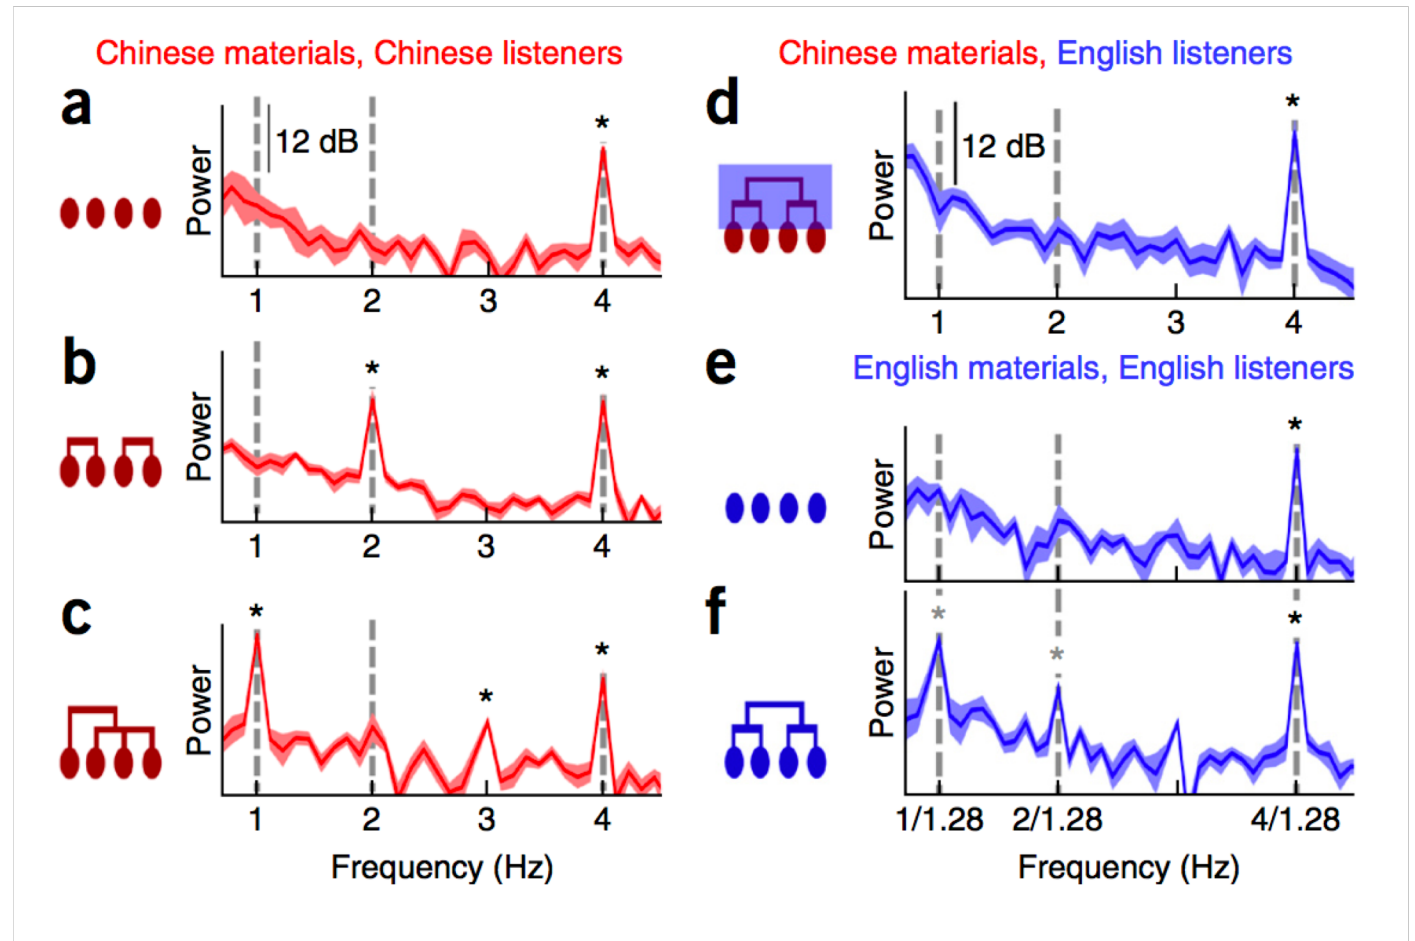 Chinese materials, Chinese listeners
a
*
12 dB
Power
1 2 3 4
b
* *
Power
1 2 3 4
c
* * *
Power
1 2 3 4
Frequency (Hz)
Chinese materials, English listeners
d
*
12 dB
Power
1 2 3 4
e
English materials, English listeners
*
Power
f
* * *
Power
1/1.28 2/1.28 4/1.28
Frequency (Hz)